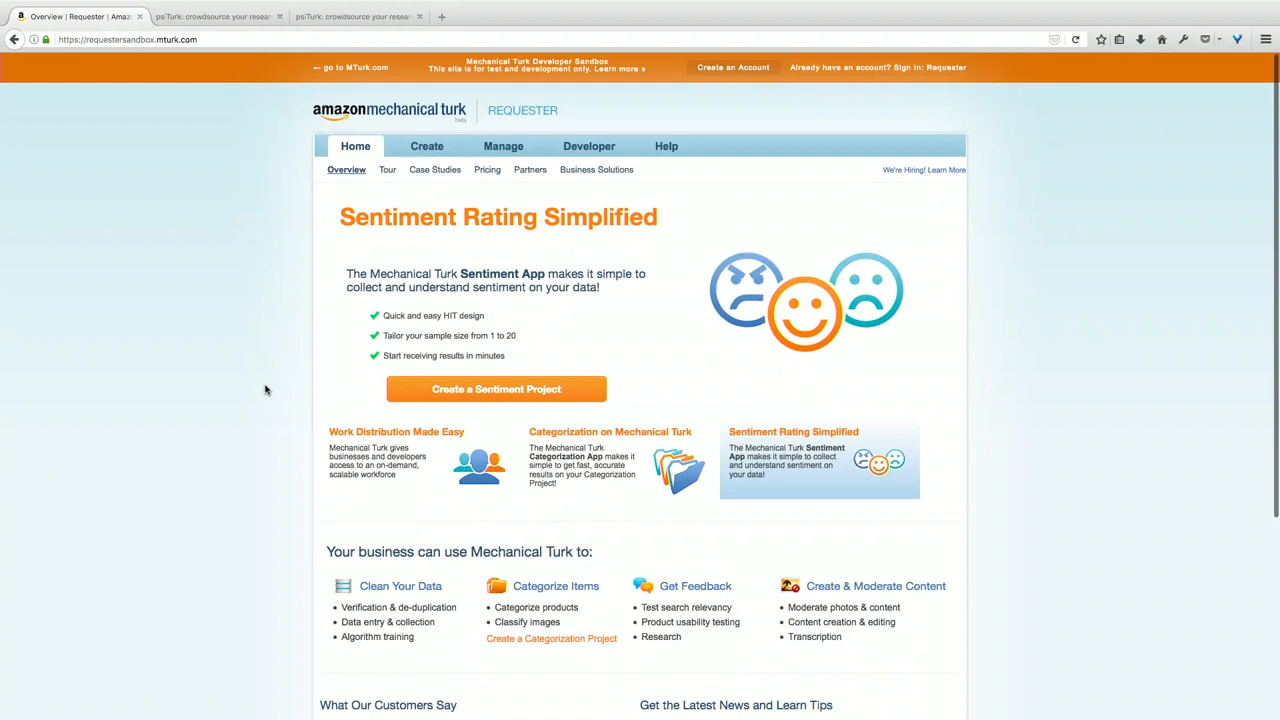 Overview | Requester | Amaz
psiTurk: crowdsource your resear
psiTurk: crowdsource your resear
https://requestersandbox.mturk.com
← go to MTurk.com
Mechanical Turk Developer Sandbox
This site is for test and development only. Learn more »
Create an Account
Already have an account? Sign In: Requester
amazonmechanical turk
beta
REQUESTER
Home
Create
Manage
Developer
Help
Overview
Tour
Case Studies
Pricing
Partners
Business Solutions
We're Hiring! Learn More
Sentiment Rating Simplified
The Mechanical Turk Sentiment App makes it simple to
collect and understand sentiment on your data!
Quick and easy HIT design
Tailor your sample size from 1 to 20
Start receiving results in minutes
Create a Sentiment Project
Work Distribution Made Easy
Mechanical Turk gives
businesses and developers
access to an on-demand,
scalable workforce
Categorization on Mechanical Turk
The Mechanical Turk
Categorization App makes it
simple to get fast, accurate
results on your Categorization
Project!
Sentiment Rating Simplified
The Mechanical Turk Sentiment
App makes it simple to collect
and understand sentiment on
your data!
Your business can use Mechanical Turk to:
Clean Your Data
• Verification & de-duplication
• Data entry & collection
• Algorithm training
Categorize Items
• Categorize products
• Classify images
Create a Categorization Project
Get Feedback
• Test search relevancy
• Product usability testing
• Research
Create & Moderate Content
• Moderate photos & content
• Content creation & editing
• Transcription
What Our Customers Say
Get the Latest News and Learn Tips